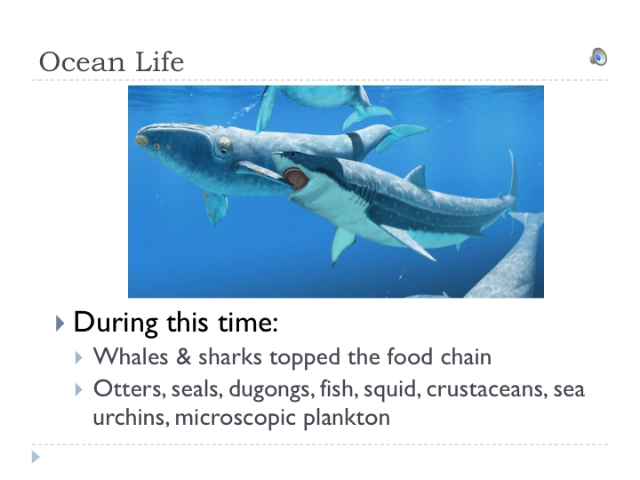 Ocean Life
During this time:
Whales & sharks topped the food chain
Otters, seals, dugongs, fish, squid, crustaceans, sea
urchins, microscopic plankton